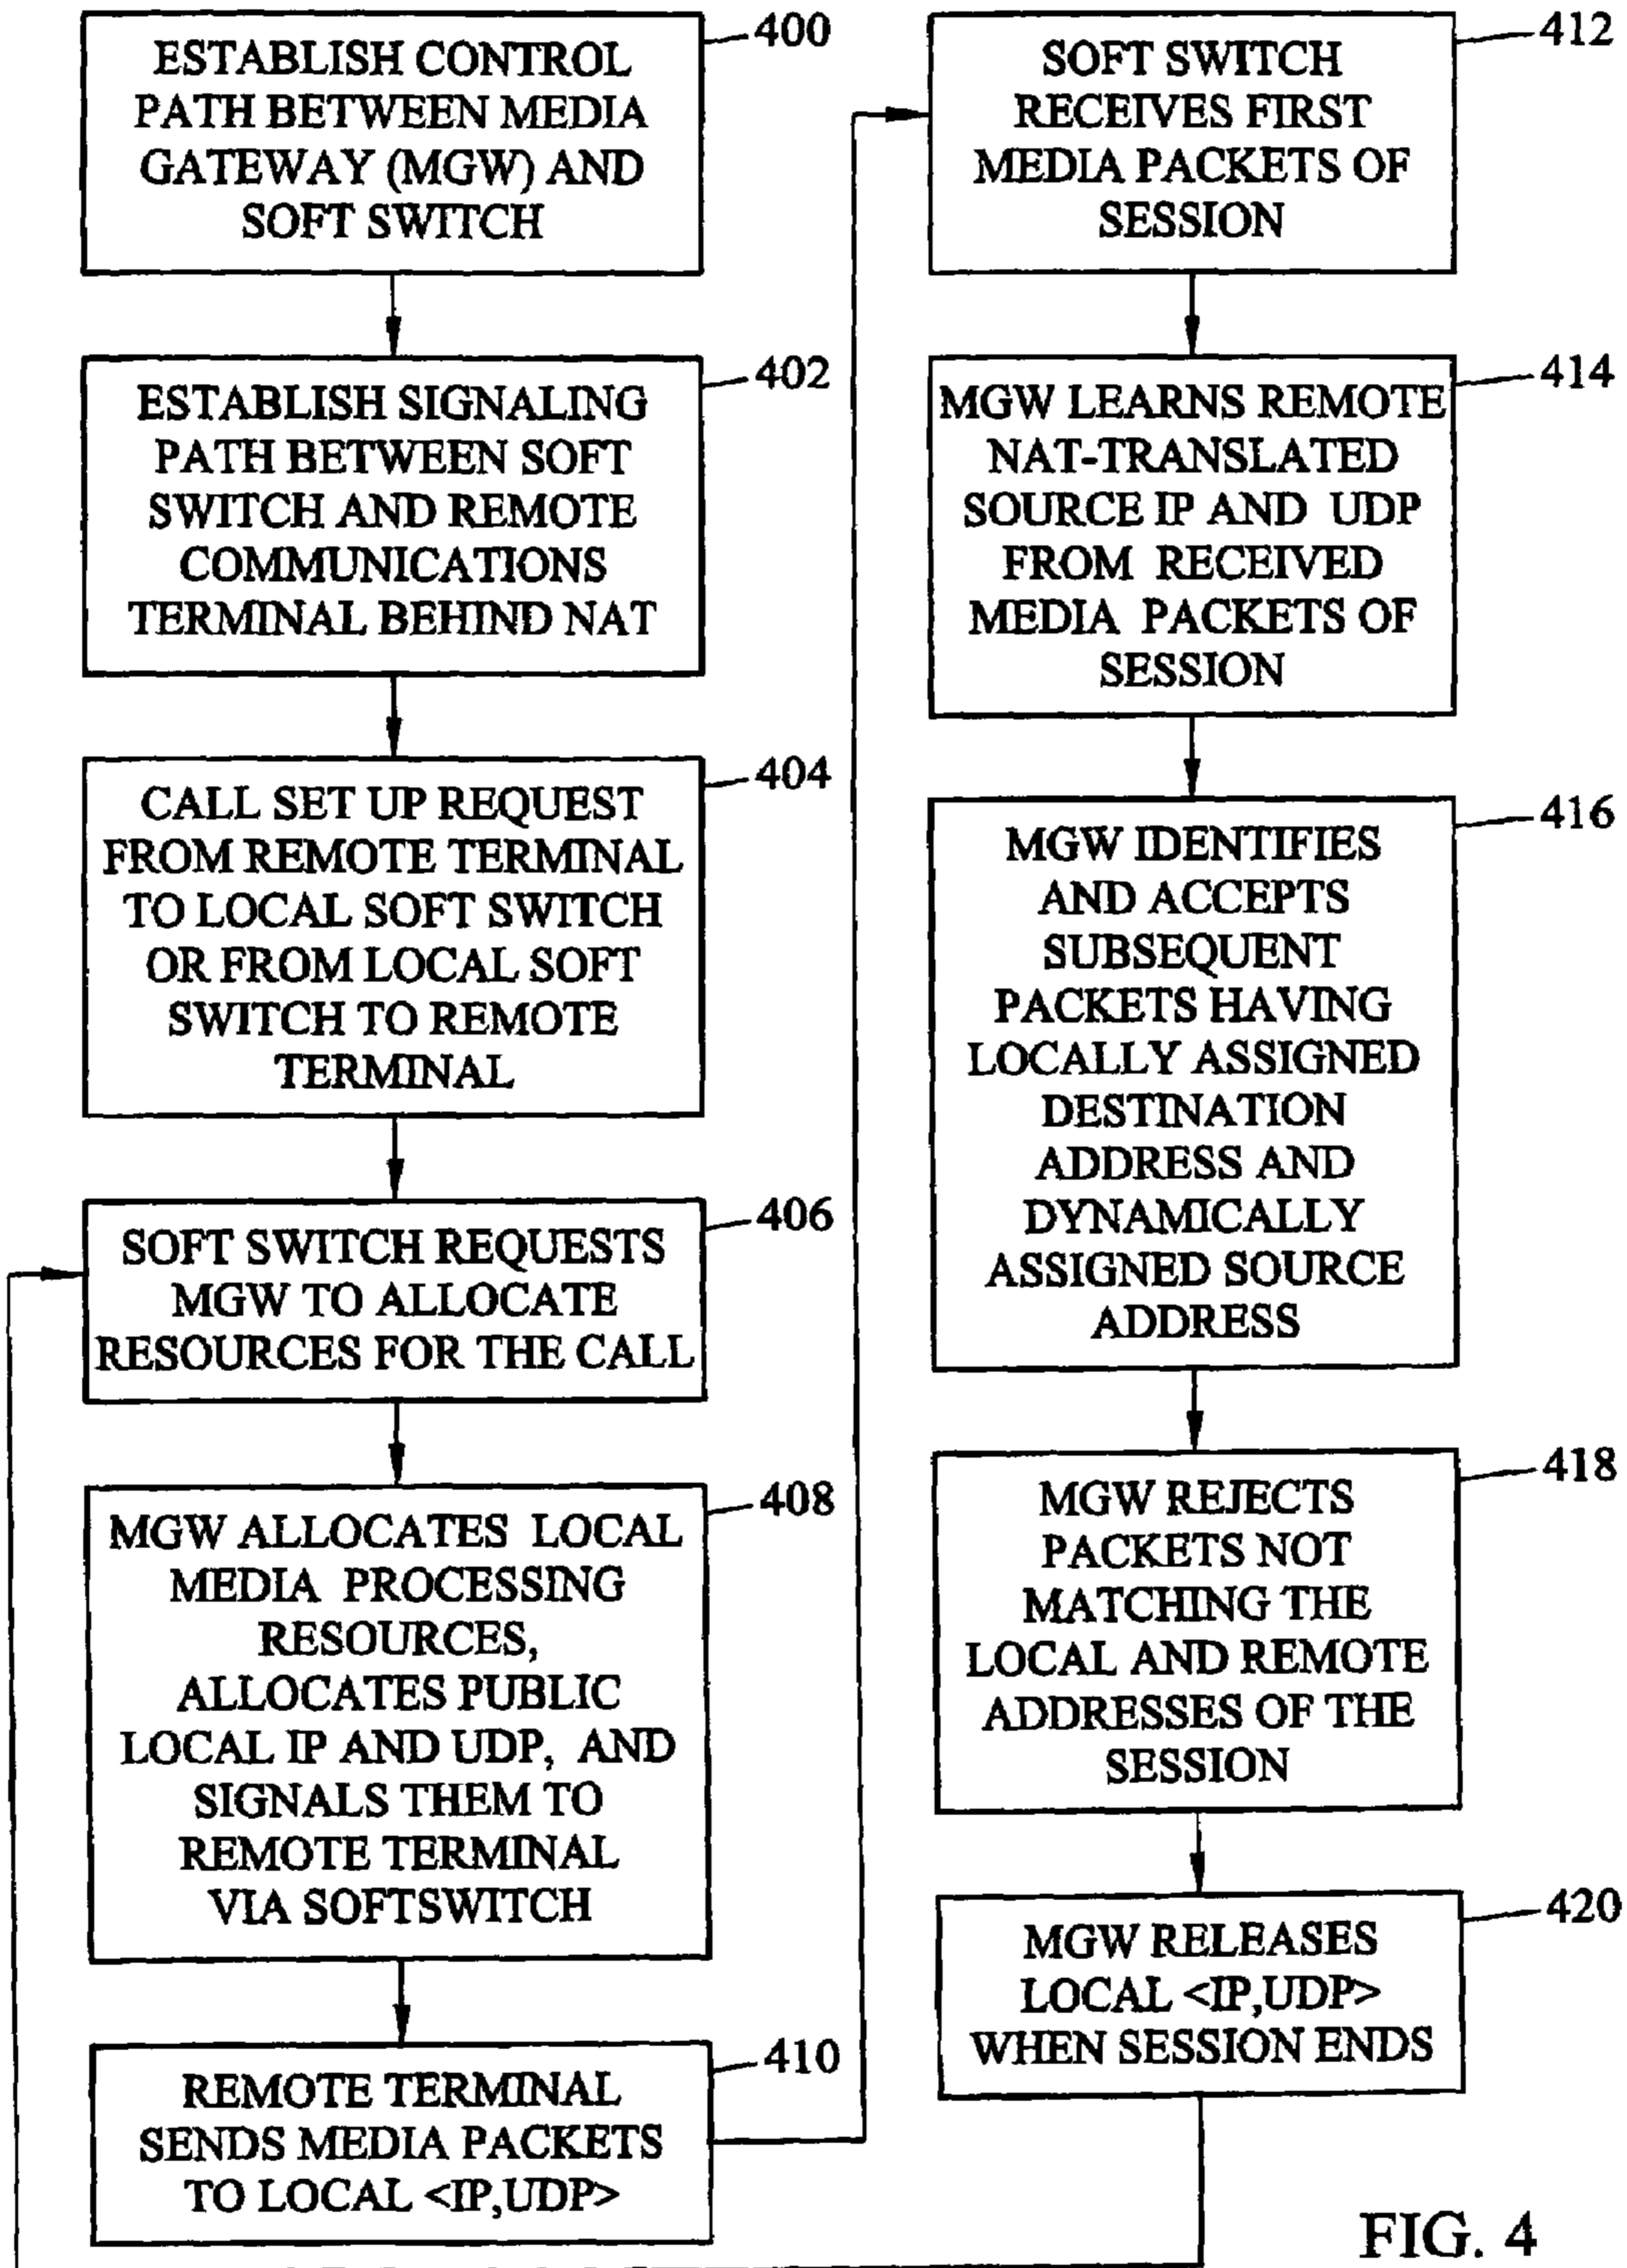 400
ESTABLISH CONTROL
PATH BETWEEN MEDIA
GATEWAY (MGW) AND
SOFT SWITCH
402
ESTABLISH SIGNALING
PATH BETWEEN SOFT
SWITCH AND REMOTE
COMMUNICATIONS
TERMINAL BEHIND NAT
404
CALL SET UP REQUEST
FROM REMOTE TERMINAL
TO LOCAL SOFT SWITCH
OR FROM LOCAL SOFT
SWITCH TO REMOTE
TERMINAL
406
SOFT SWITCH REQUESTS
MGW TO ALLOCATE
RESOURCES FOR THE CALL
408
MGW ALLOCATES LOCAL
MEDIA PROCESSING
RESOURCES,
ALLOCATES PUBLIC
LOCAL IP AND UDP, AND
SIGNALS THEM TO
REMOTE TERMINAL
VIA SOFTSWITCH
410
REMOTE TERMINAL
SENDS MEDIA PACKETS
TO LOCAL <IP,UDP>
412
SOFT SWITCH
RECEIVES FIRST
MEDIA PACKETS OF
SESSION
414
MGW LEARNS REMOTE
NAT-TRANSLATED
SOURCE IP AND UDP
FROM RECEIVED
MEDIA PACKETS OF
SESSION
416
MGW IDENTIFIES
AND ACCEPTS
SUBSEQUENT
PACKETS HAVING
LOCALLY ASSIGNED
DESTINATION
ADDRESS AND
DYNAMICALLY
ASSIGNED SOURCE
ADDRESS
418
MGW REJECTS
PACKETS NOT
MATCHING THE
LOCAL AND REMOTE
ADDRESSES OF THE
SESSION
420
MGW RELEASES
LOCAL <IP,UDP>
WHEN SESSION ENDS
FIG. 4